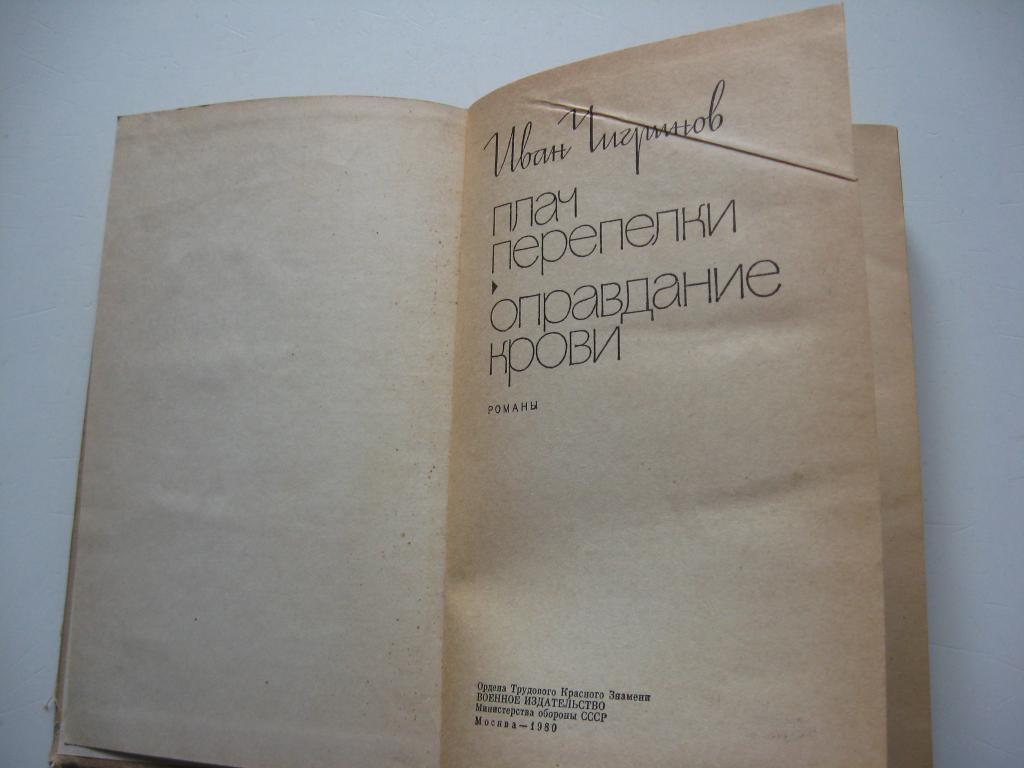 Иван Чигринов
плач
перепелки
оправдание
крови
РОМАНЫ
Ордена Трудового Красного Знамени
ВОЕННОЕ ИЗДАТЕЛЬСТВО
Министерства обороны СССР
Москва—1980